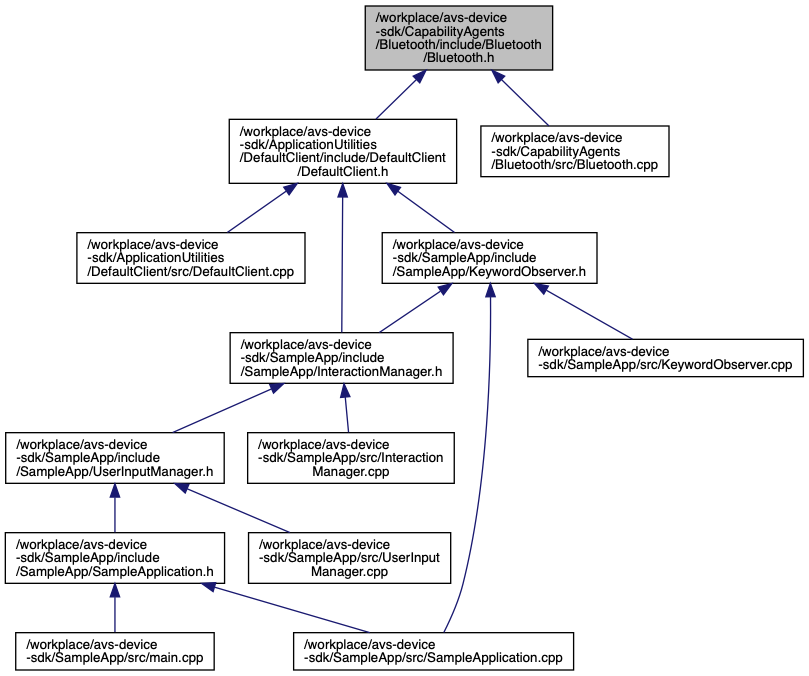 /workplace/avs-device
-sdk/CapabilityAgents
/Bluetooth/include/Bluetooth
/Bluetooth.h
/workplace/avs-device
-sdk/ApplicationUtilities
/DefaultClient/include/DefaultClient
/DefaultClient.h
/workplace/avs-device
-sdk/CapabilityAgents
/Bluetooth/src/Bluetooth.cpp
/workplace/avs-device
-sdk/ApplicationUtilities
/DefaultClient/src/DefaultClient.cpp
/workplace/avs-device
-sdk/SampleApp/include
/SampleApp/KeywordObserver.h
/workplace/avs-device
-sdk/SampleApp/include
/SampleApp/InteractionManager.h
/workplace/avs-device
-sdk/SampleApp/src/KeywordObserver.cpp
/workplace/avs-device
-sdk/SampleApp/include
/SampleApp/UserInputManager.h
/workplace/avs-device
-sdk/SampleApp/src/Interaction
Manager.cpp
/workplace/avs-device
-sdk/SampleApp/include
/SampleApp/SampleApplication.h
/workplace/avs-device
-sdk/SampleApp/src/UserInput
Manager.cpp
/workplace/avs-device
-sdk/SampleApp/src/main.cpp
/workplace/avs-device
-sdk/SampleApp/src/SampleApplication.cpp